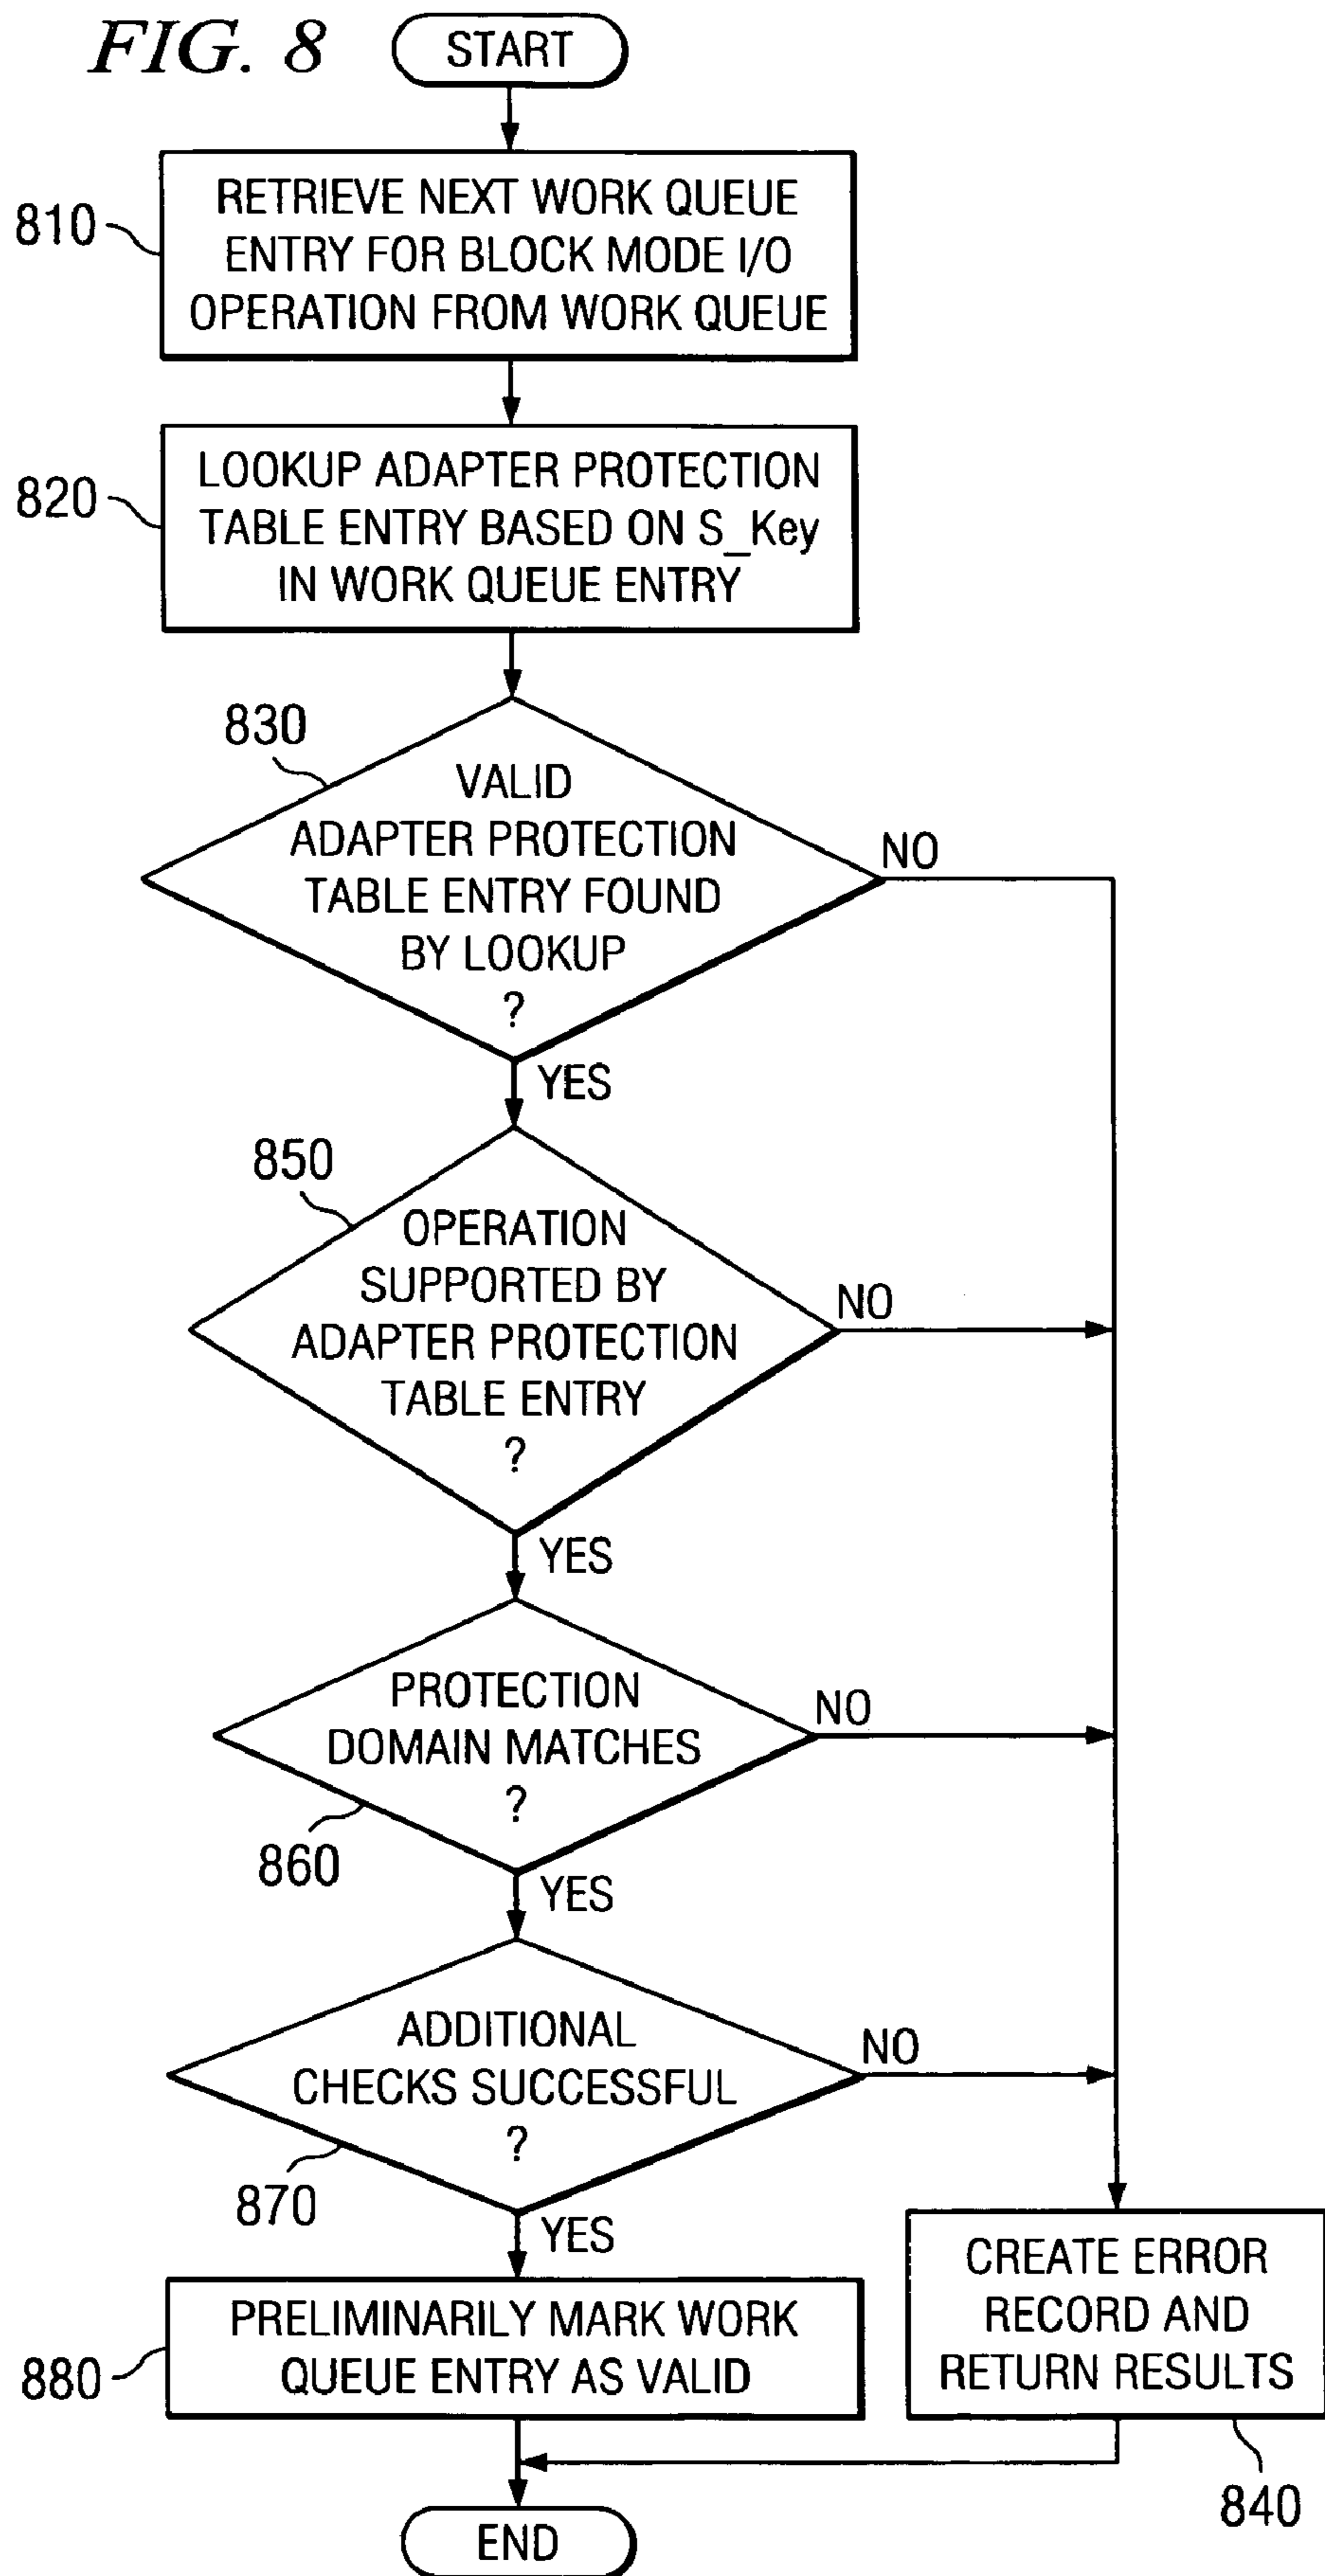 FIG. 8
START
810
RETRIEVE NEXT WORK QUEUE
ENTRY FOR BLOCK MODE I/O
OPERATION FROM WORK QUEUE
820
LOOKUP ADAPTER PROTECTION
TABLE ENTRY BASED ON S_Key
IN WORK QUEUE ENTRY
830
VALID
ADAPTER PROTECTION
TABLE ENTRY FOUND
BY LOOKUP
?
NO
YES
850
OPERATION
SUPPORTED BY
ADAPTER PROTECTION
TABLE ENTRY
?
NO
YES
PROTECTION
DOMAIN MATCHES
?
NO
860
YES
ADDITIONAL
CHECKS SUCCESSFUL
?
NO
870
YES
880
PRELIMINARILY MARK WORK
QUEUE ENTRY AS VALID
CREATE ERROR
RECORD AND
RETURN RESULTS
840
END